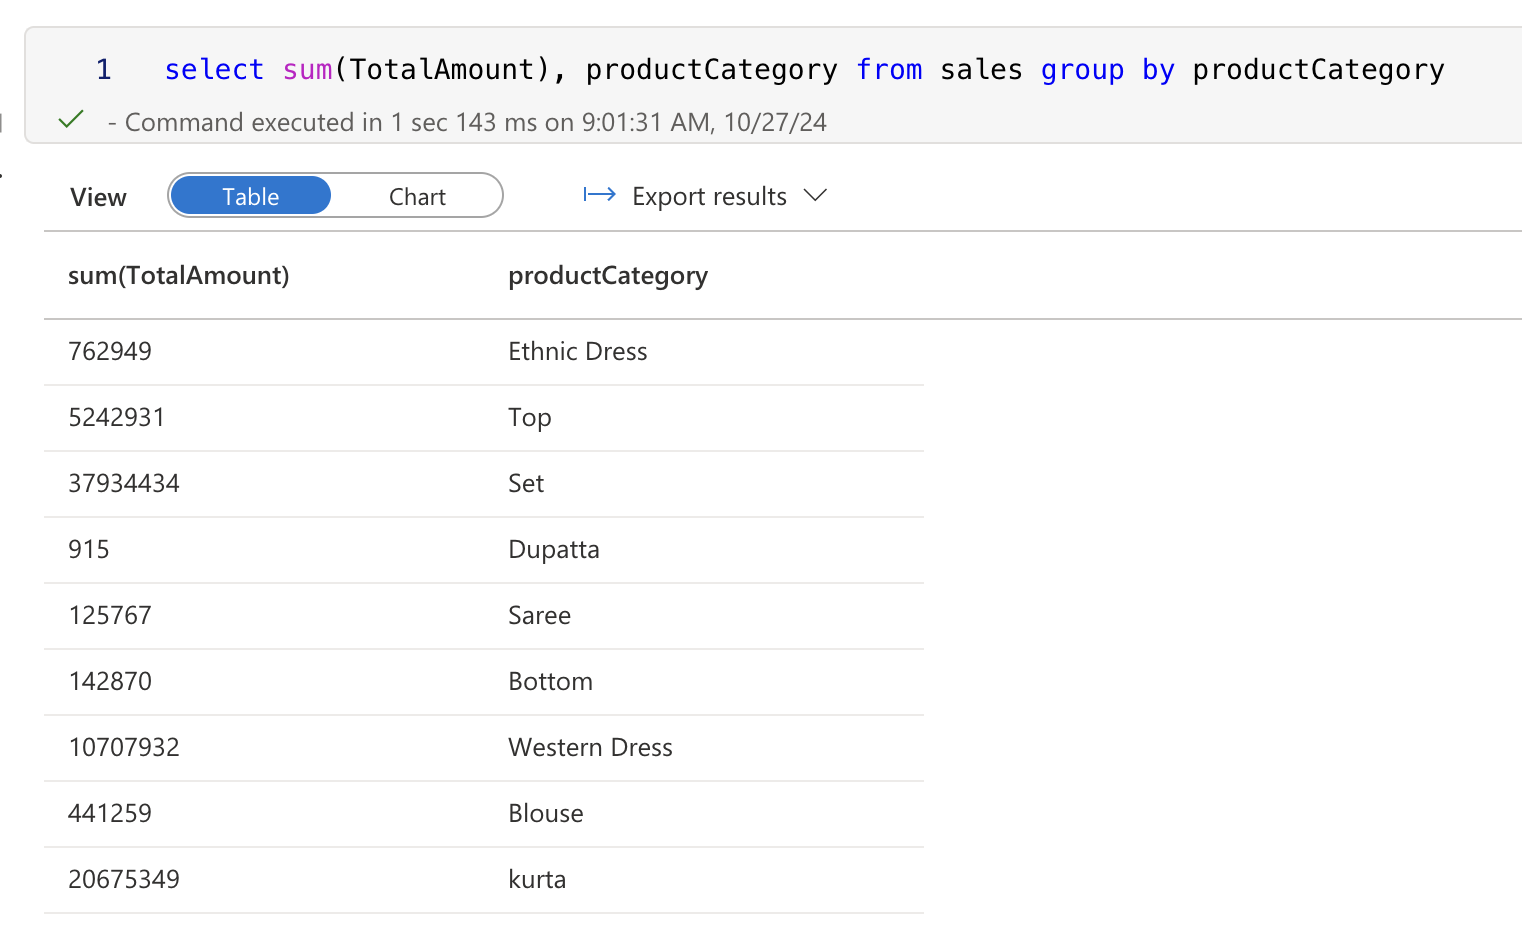 1 select sum(TotalAmount), productCategory from sales group by productCategory
- Command executed in 1 sec 143 ms on 9:01:31 AM, 10/27/24
View Table Chart Export results
sum(TotalAmount) productCategory
762949 Ethnic Dress
5242931 Top
37934434 Set
915 Dupatta
125767 Saree
142870 Bottom
10707932 Western Dress
441259 Blouse
20675349 kurta